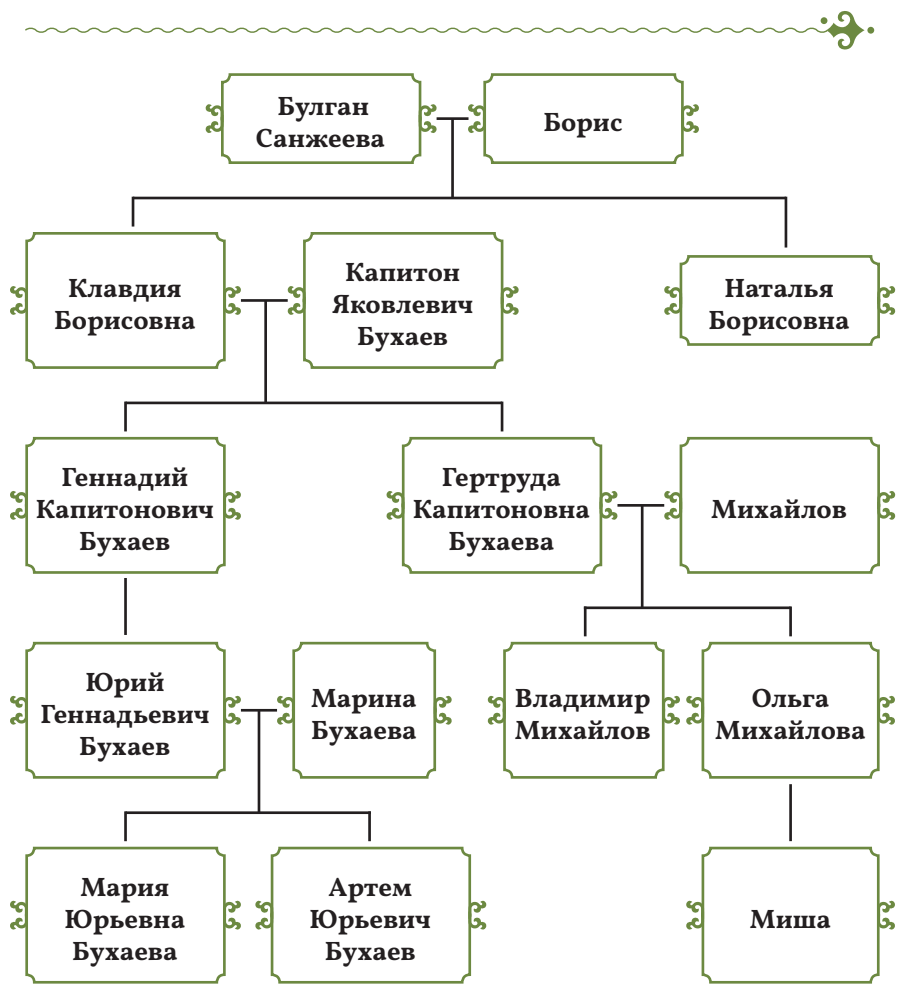 Булган
Санжеева
Борис
Клавдия
Борисовна
Капитон
Яковлевич
Бухаев
Наталья
Борисовна
Геннадий
Капитонович
Бухаев
Гертруда
Капитоновна
Бухаева
Михайлов
Юрий
Геннадьевич
Бухаев
Марина
Бухаева
Владимир
Михайлов
Ольга
Михайлова
Мария
Юрьевна
Бухаева
Артем
Юрьевич
Бухаев
Миша